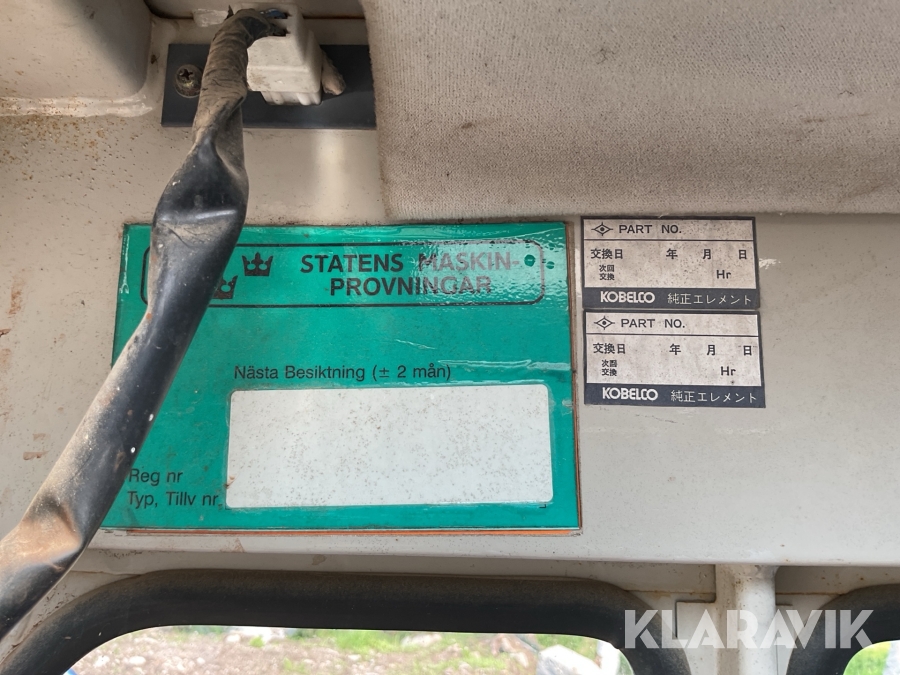 STATENS MASKIN-
PROVNINGAR
Nästa Besiktning (± 2 mån)
Reg nr
Typ, Tillv nr
PART NO.
交換日 年 月 日
次回
交換 Hr
KOBELCO 純正エレメント
PART NO.
交換日 年 月 日
次回
交換 Hr
KOBELCO 純正エレメント
KLARAVIK